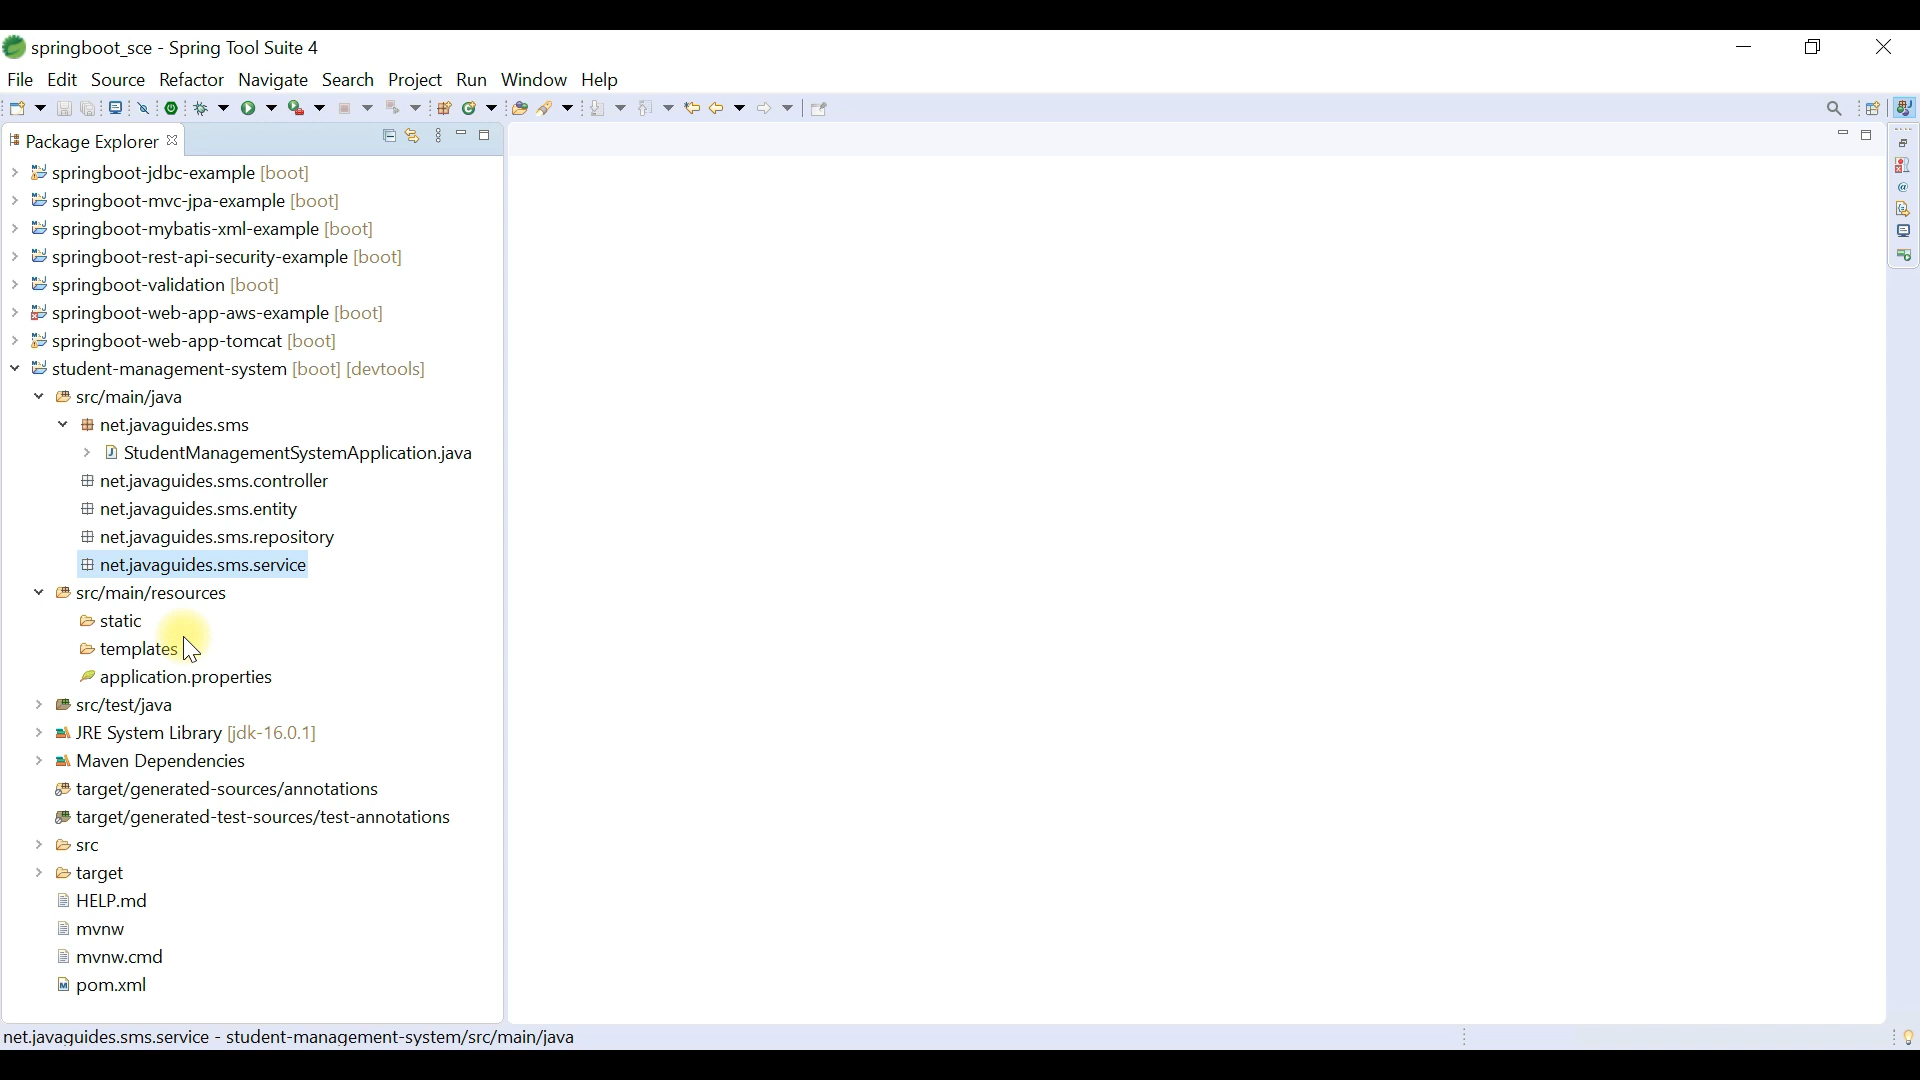 springboot_sce - Spring Tool Suite 4
File Edit Source Refactor Navigate Search Project Run Window Help
Package Explorer
springboot-jdbc-example [boot]
springboot-mvc-jpa-example [boot]
springboot-mybatis-xml-example [boot]
springboot-rest-api-security-example [boot]
springboot-validation [boot]
springboot-web-app-aws-example [boot]
springboot-web-app-tomcat [boot]
student-management-system [boot] [devtools]
src/main/java
net.javaguides.sms
StudentManagementSystemApplication.java
net.javaguides.sms.controller
net.javaguides.sms.entity
net.javaguides.sms.repository
net.javaguides.sms.service
src/main/resources
static
templates
application.properties
src/test/java
JRE System Library [jdk-16.0.1]
Maven Dependencies
target/generated-sources/annotations
target/generated-test-sources/test-annotations
src
target
HELP.md
mvnw
mvnw.cmd
pom.xml
net.javaguides.sms.service - student-management-system/src/main/java